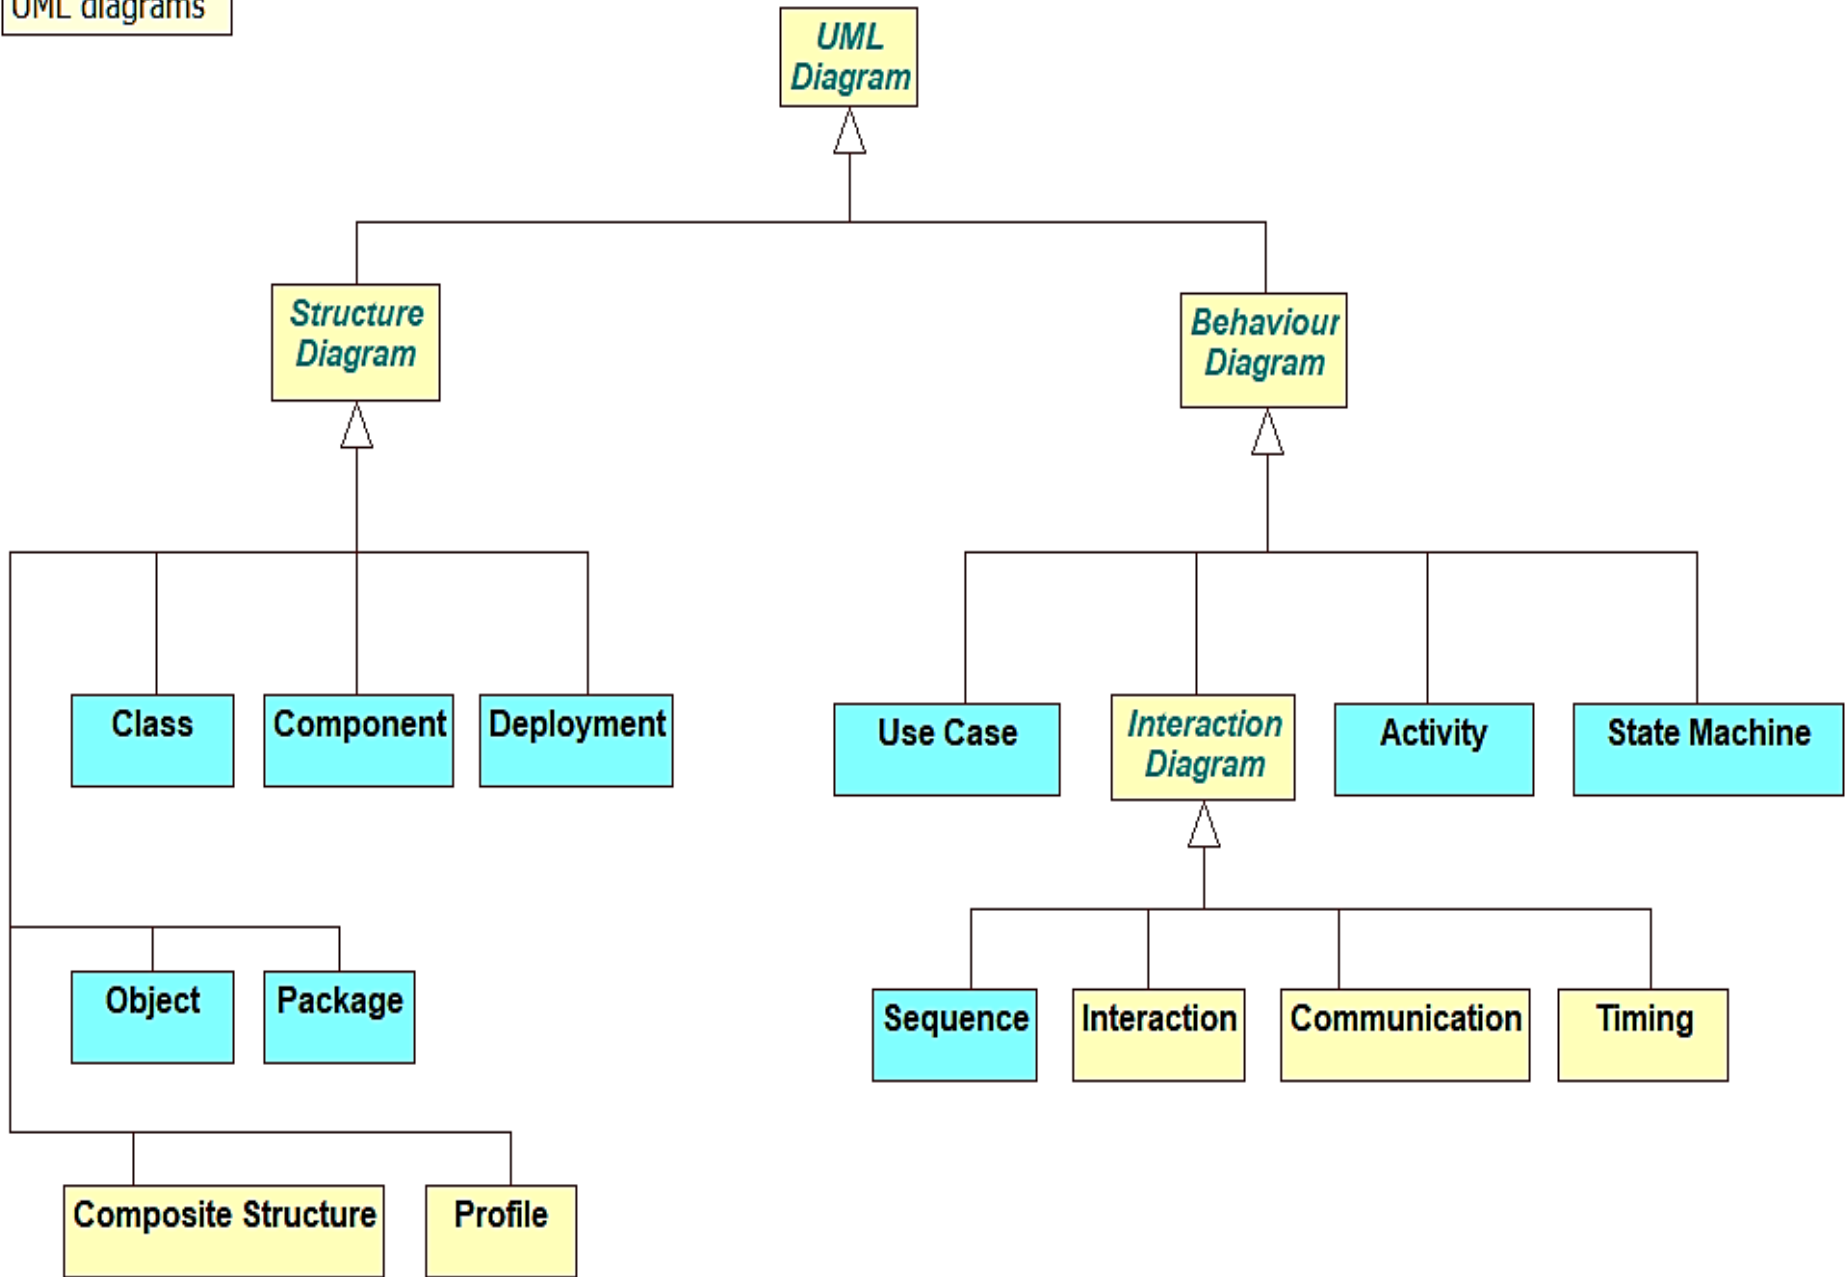 UML diagrams
UML
Diagram
Structure
Diagram
Behaviour
Diagram
Class
Component
Deployment
Use Case
Interaction
Diagram
Activity
State Machine
Object
Package
Sequence
Interaction
Communication
Timing
Composite Structure
Profile